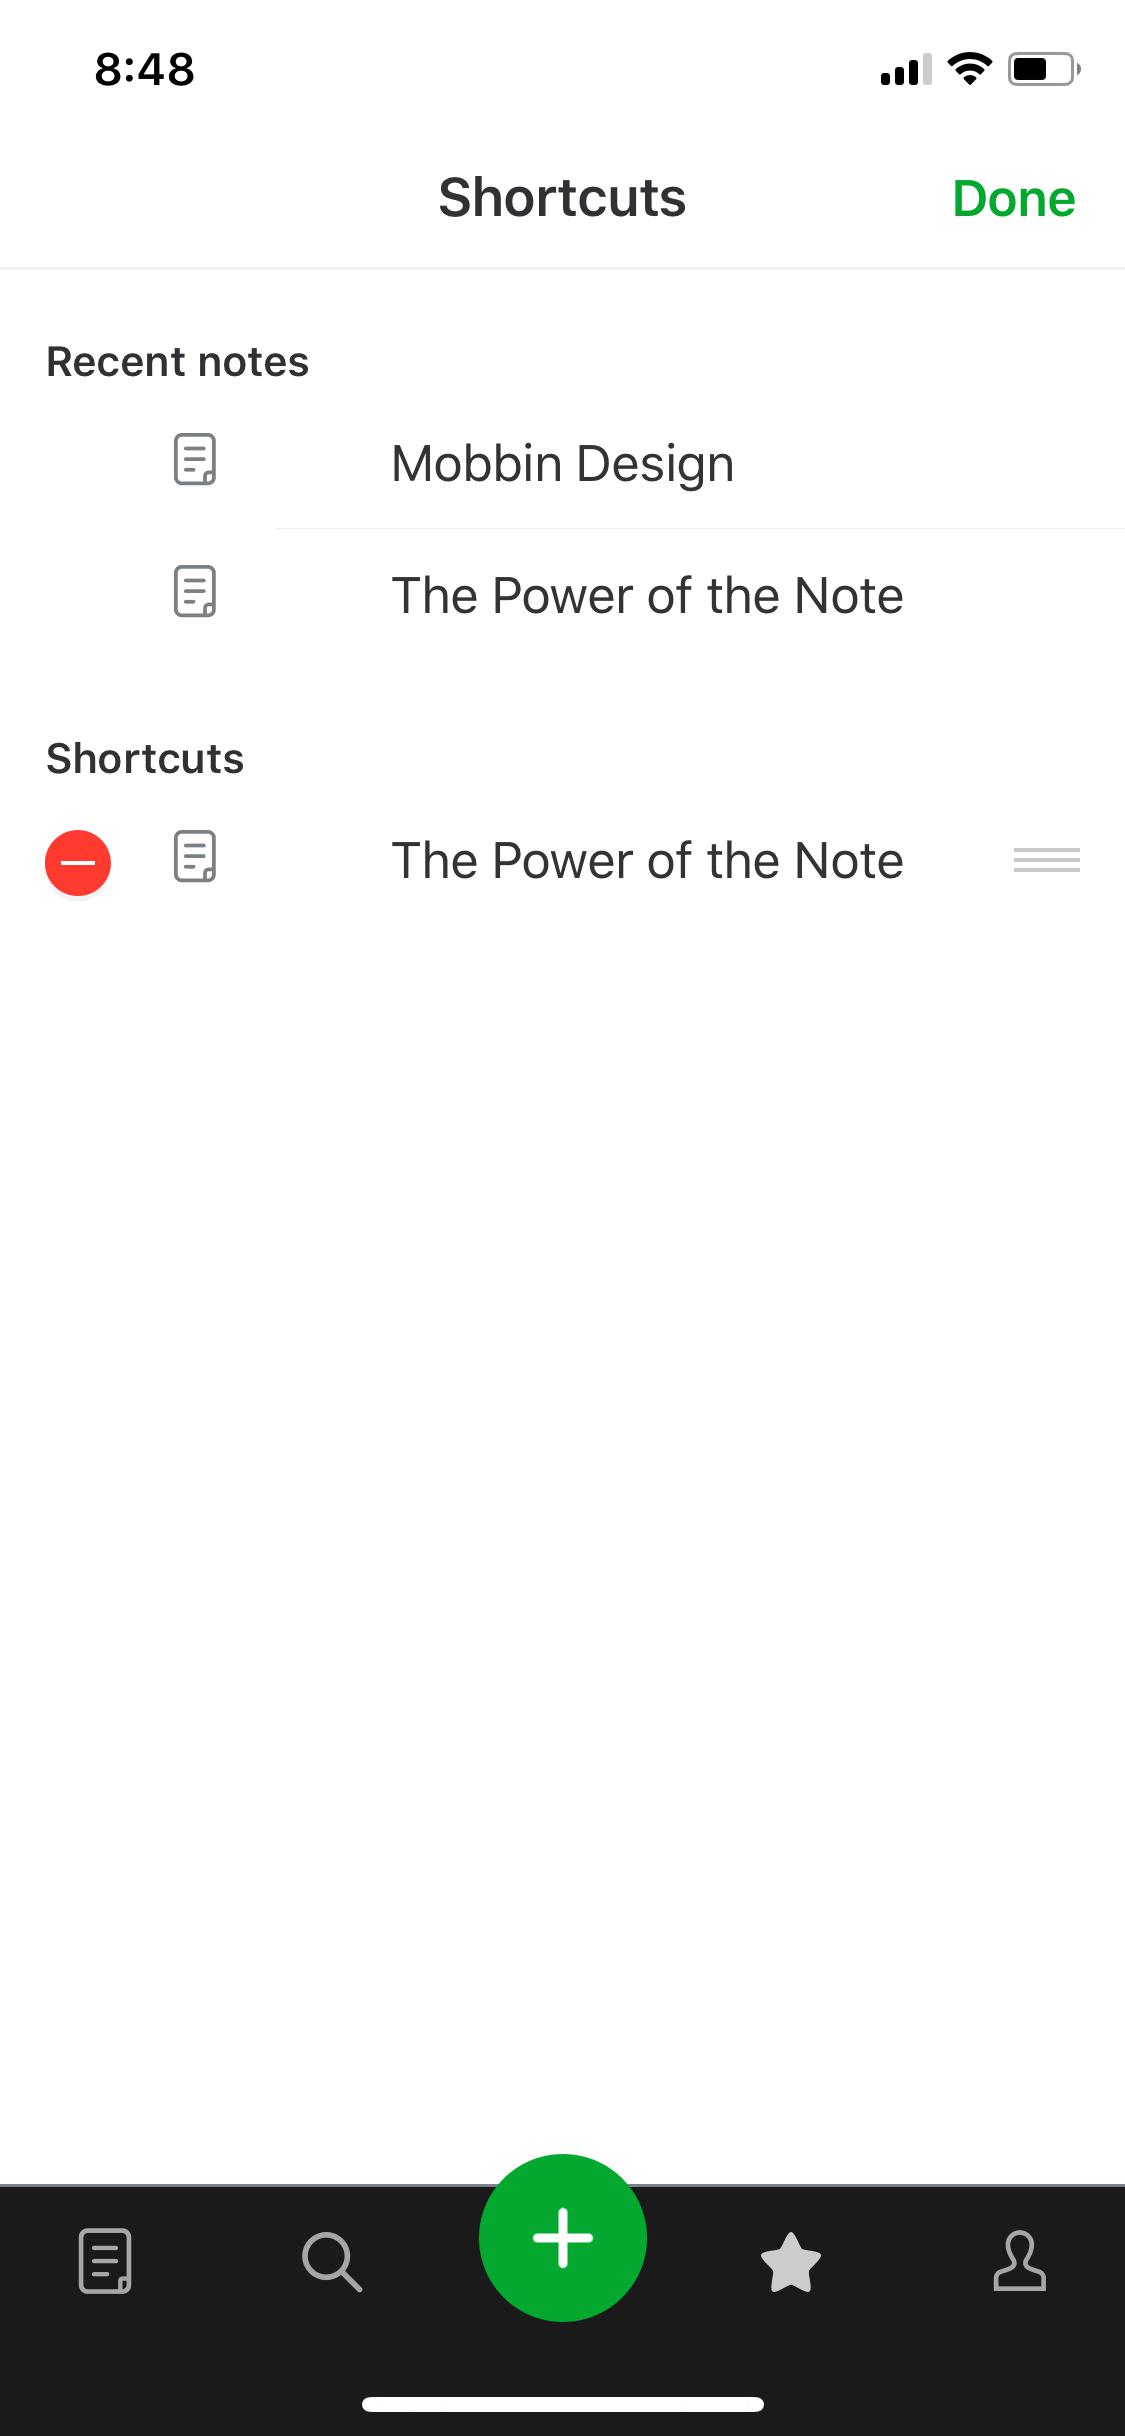 8:48
Shortcuts
Done
Recent notes
Mobbin Design
The Power of the Note
Shortcuts
The Power of the Note